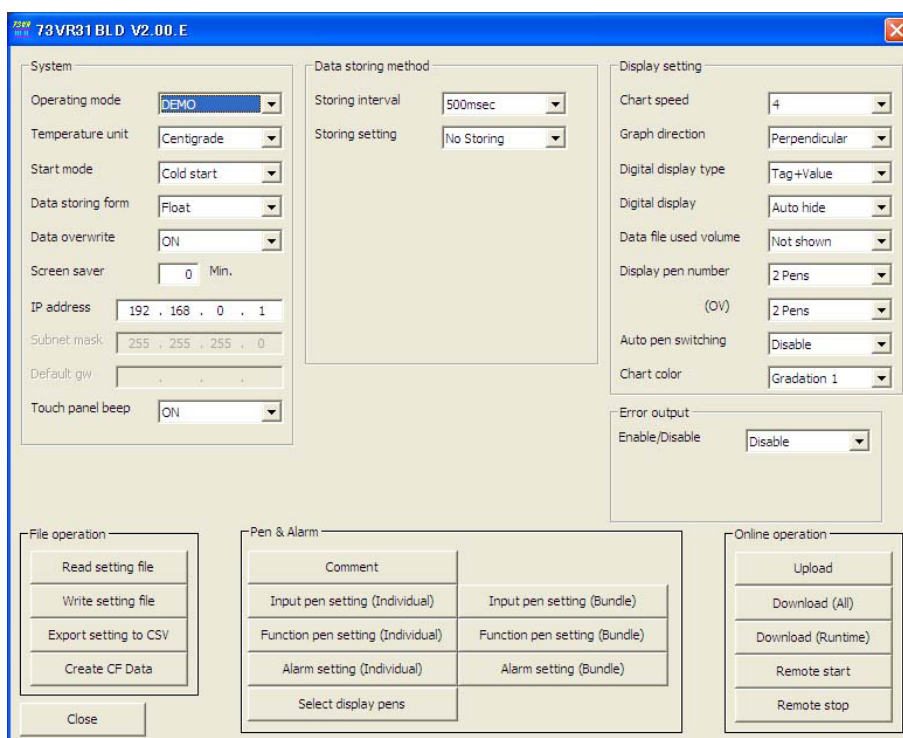 73VR31BLD V2.00.E
System
Operating mode DEMO
Temperature unit Centigrade
Start mode Cold start
Data storing form Float
Data overwrite ON
Screen saver 0 Min.
IP address 192 . 168 . 0 . 1
Subnet mask 255 . 255 . 255 . 0
Default gw . . .
Touch panel beep ON
Data storing method
Storing interval 500msec
Storing setting No Storing
Display setting
Chart speed 4
Graph direction Perpendicular
Digital display type Tag+Value
Digital display Auto hide
Data file used volume Not shown
Display pen number 2 Pens
(OV) 2 Pens
Auto pen switching Disable
Chart color Gradation 1
Error output
Enable/Disable Disable
File operation
Read setting file
Write setting file
Export setting to CSV
Create CF Data
Close
Pen & Alarm
Comment
Input pen setting (Individual) Input pen setting (Bundle)
Function pen setting (Individual) Function pen setting (Bundle)
Alarm setting (Individual) Alarm setting (Bundle)
Select display pens
Online operation
Upload
Download (All)
Download (Runtime)
Remote start
Remote stop